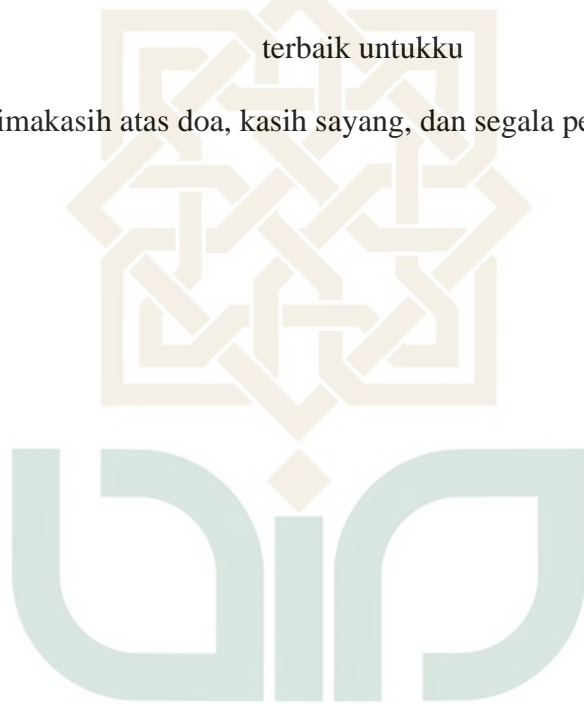 terbaik untukku
imakasih atas doa, kasih sayang, dan segala pe